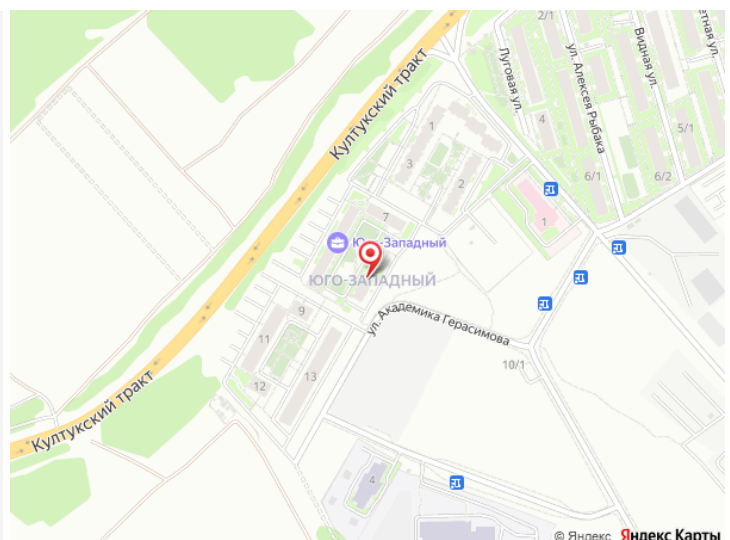 2/1
Луговая ул.
ул. Алексея Рыбака
Видная ул.
етная ул.
Култукский тракт
1
4
5/1
3
2
6/1
6/2
1
7
Юго-Западный
ЮГО-ЗАПАДНЫЙ
ул. Академика Герасимова
9
11
10/1
12
13
Култукский тракт
4
© Яндекс Яндекс Карты